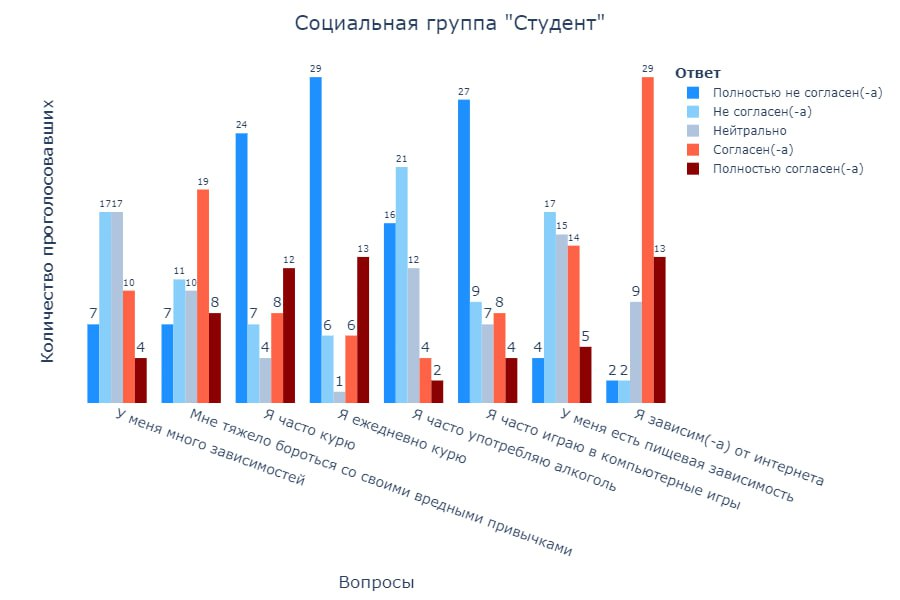 Социальная группа "Студент"
Количество проголосовавших
Ответ
Полностью не согласен(-а)
Не согласен(-а)
Нейтрально
Согласен(-а)
Полностью согласен(-а)
7 17 17 10 4
7 11 10 19 8
24 7 4 8 12
29 6 1 6 13
16 21 12 4 2
27 9 7 8 4
4 17 15 14 5
2 2 9 29 13
У меня много зависимостей
Мне тяжело бороться со своими вредными привычками
Я часто курю
Я ежедневно курю
Я часто употребляю алкоголь
Я часто играю в компьютерные игры
У меня есть пищевая зависимость
Я зависим(-а) от интернета
Вопросы